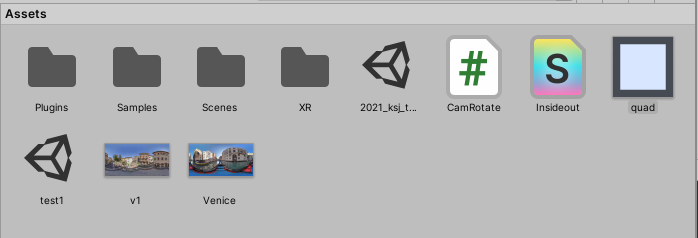 Assets
Plugins
Samples
Scenes
XR
2021_ksj_t...
CamRotate
Insideout
quad
test1
v1
Venice